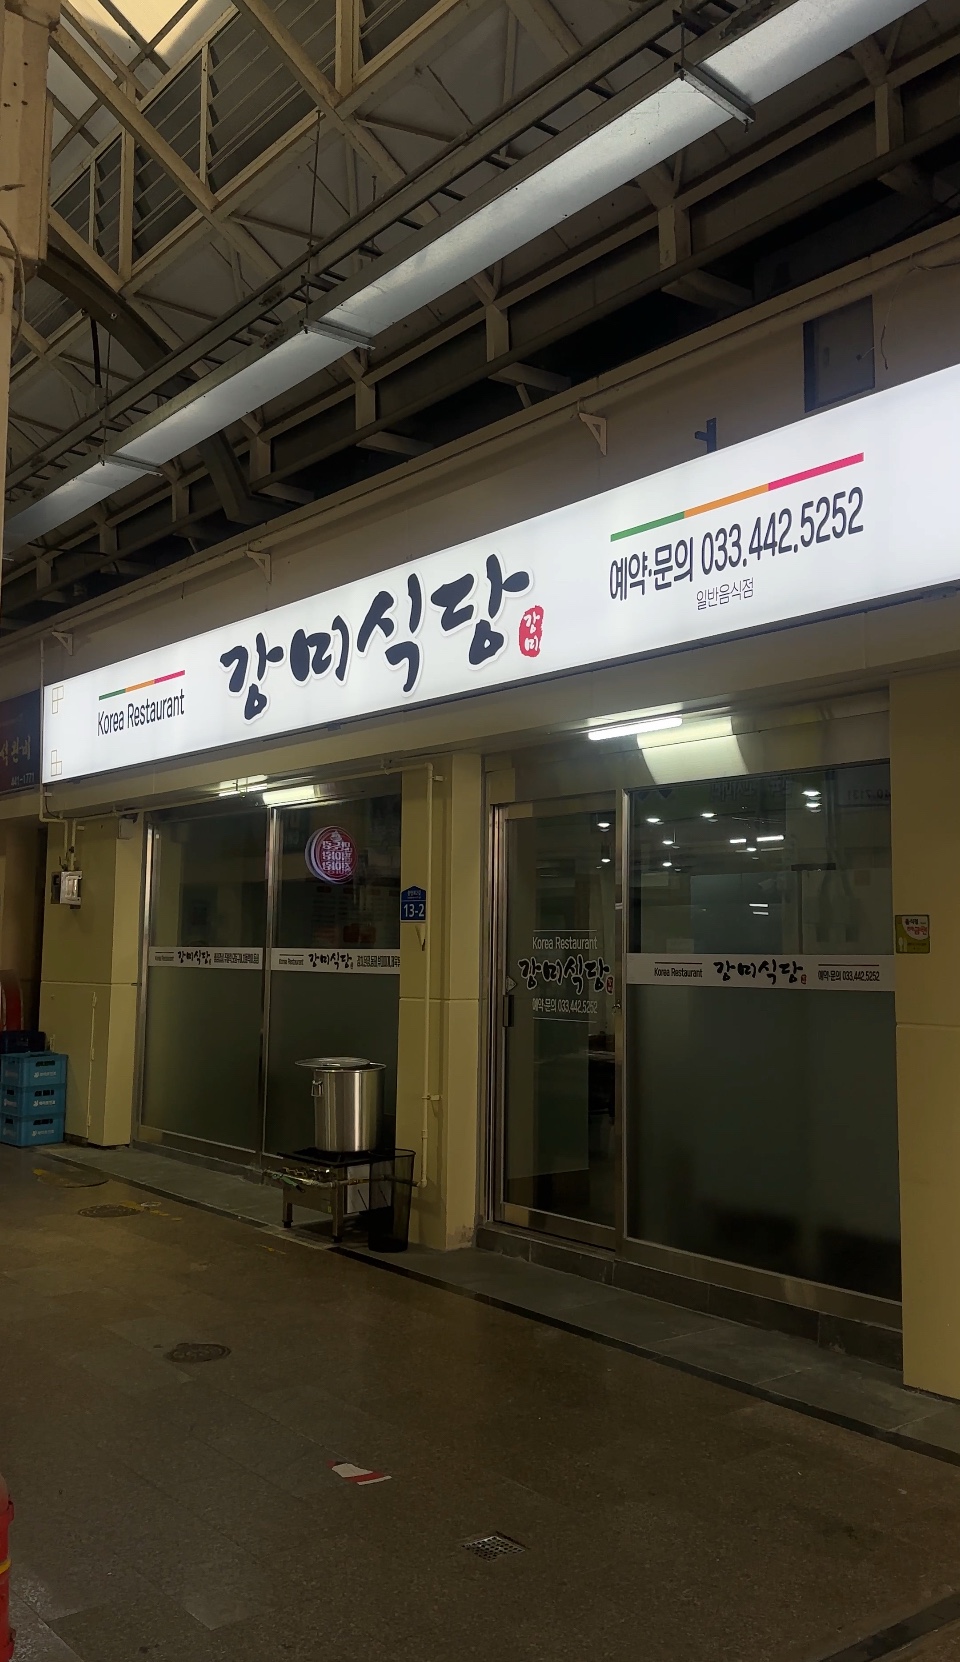 Korea Restaurant
강미식당
강미
예약·문의 033.442.5252
일반음식점
441-1771
13-2
Korea Restaurant
강미식당
예약·문의 033.442.5252
강미식당
Korea Restaurant
강미식당
Korea Restaurant
강미식당
예약·문의 033.442.5252